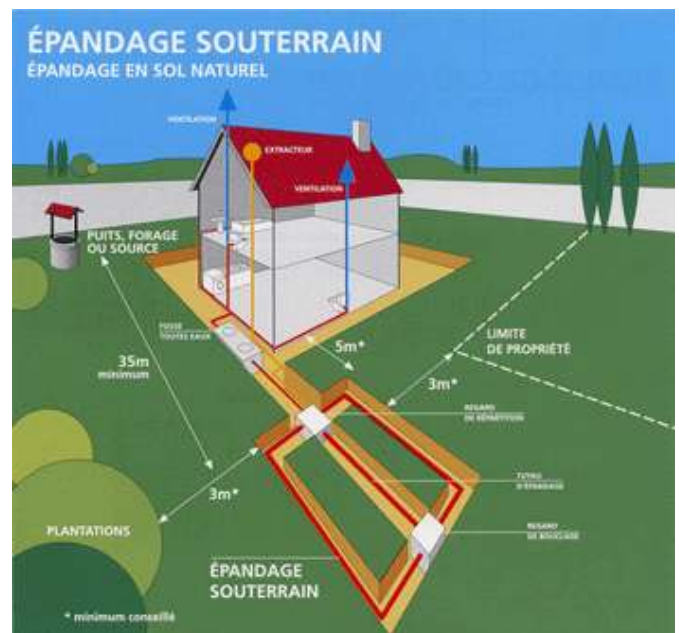 ÉPANDAGE SOUTERRAIN
ÉPANDAGE EN SOL NATUREL
VENTILATION
EXTRACTEUR
VENTILATION
PUITS, FORAGE
OU SOURCE
FOSSE
TOUTES EAUX
35m
minimum
5m*
LIMITE
DE PROPRIÉTÉ
3m*
REGARD
DE RÉPARTITION
3m*
TUYAU
D'ÉPANDAGE
PLANTATIONS
REGARD
DE BOUCLAGE
ÉPANDAGE
SOUTERRAIN
* minimum conseillé